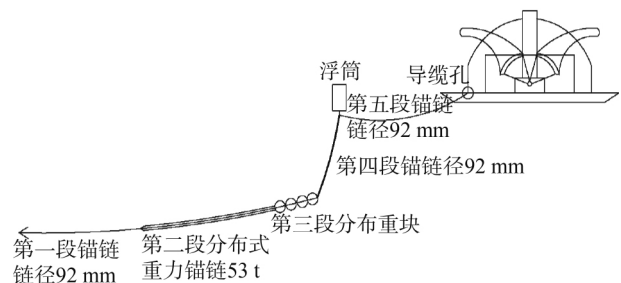 浮筒
导缆孔
第五段锚链
链径92 mm
第四段锚链径92 mm
第三段分布重块
第一段锚链
链径92 mm
第二段分布式
重力锚链53 t